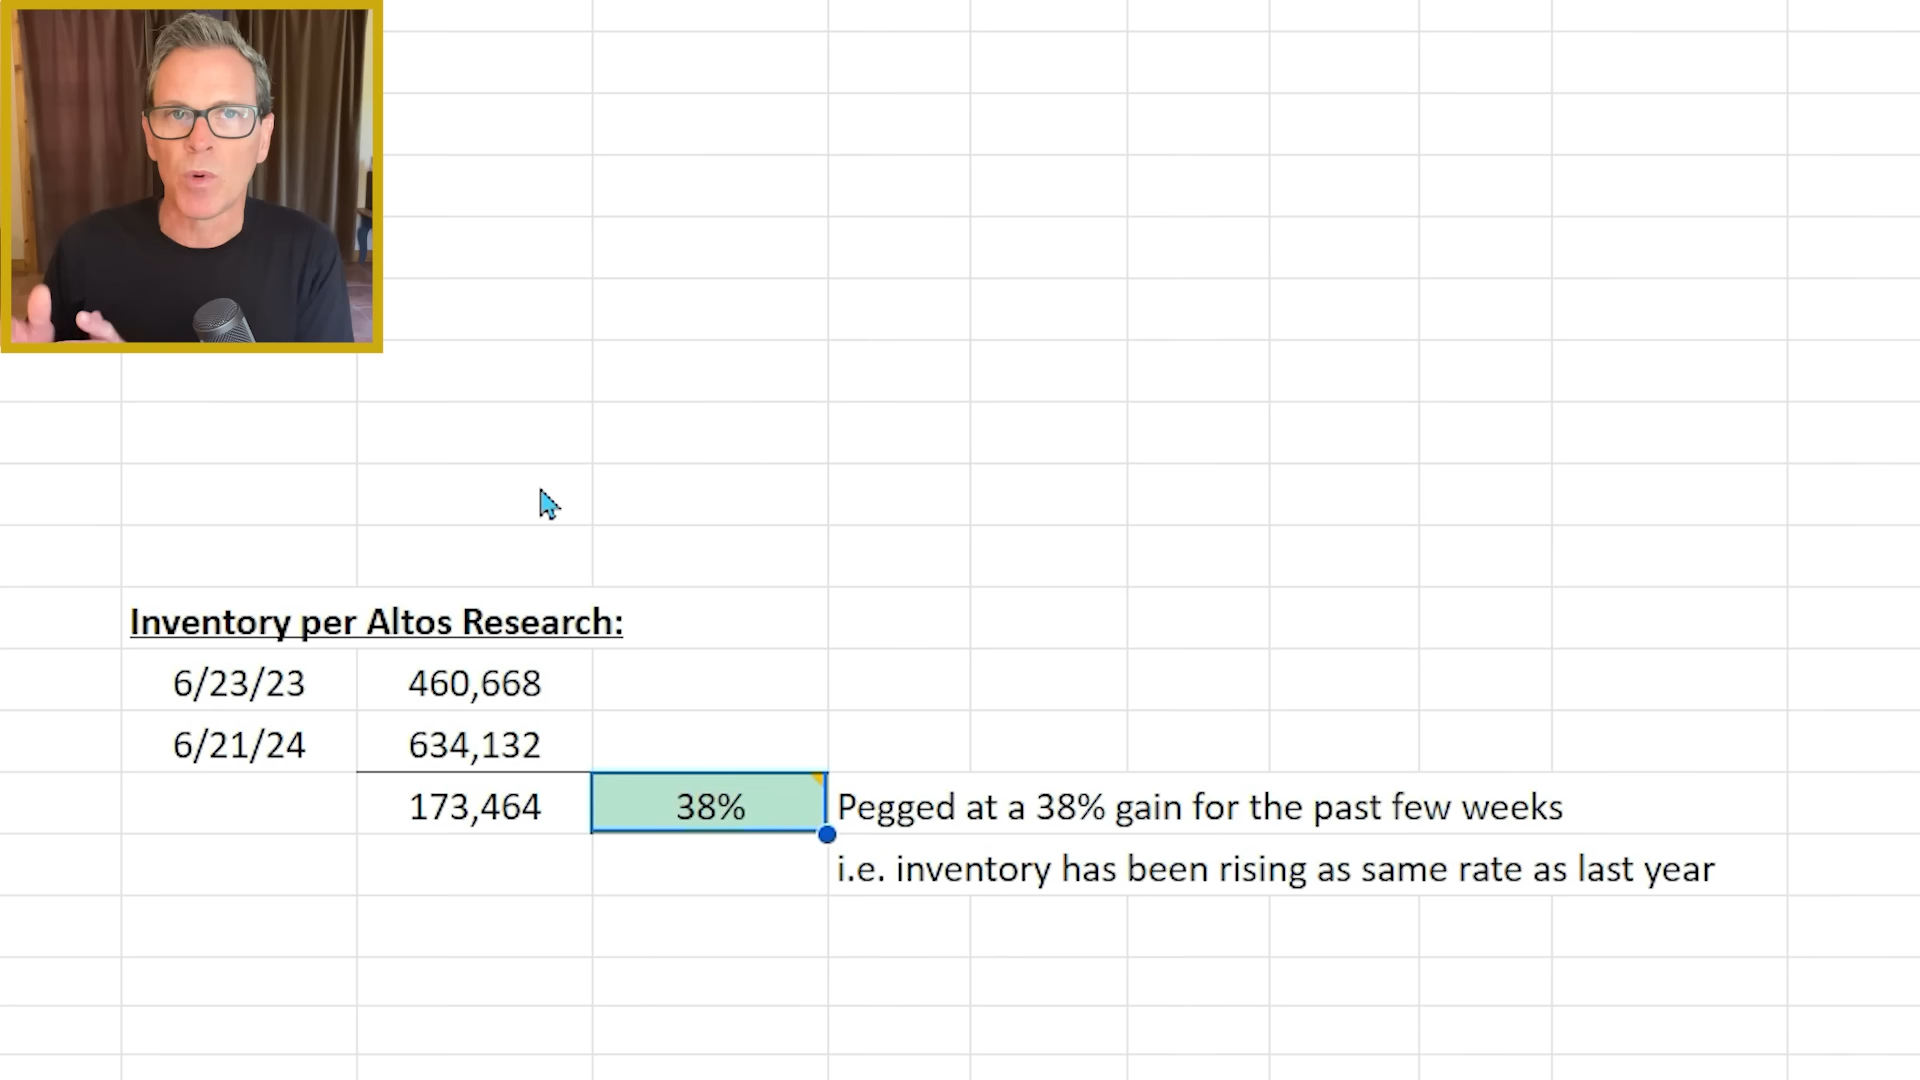 Inventory per Altos Research:
6/23/23 460,668
6/21/24 634,132
173,464 38% Pegged at a 38% gain for the past few weeks
i.e. inventory has been rising as same rate as last year